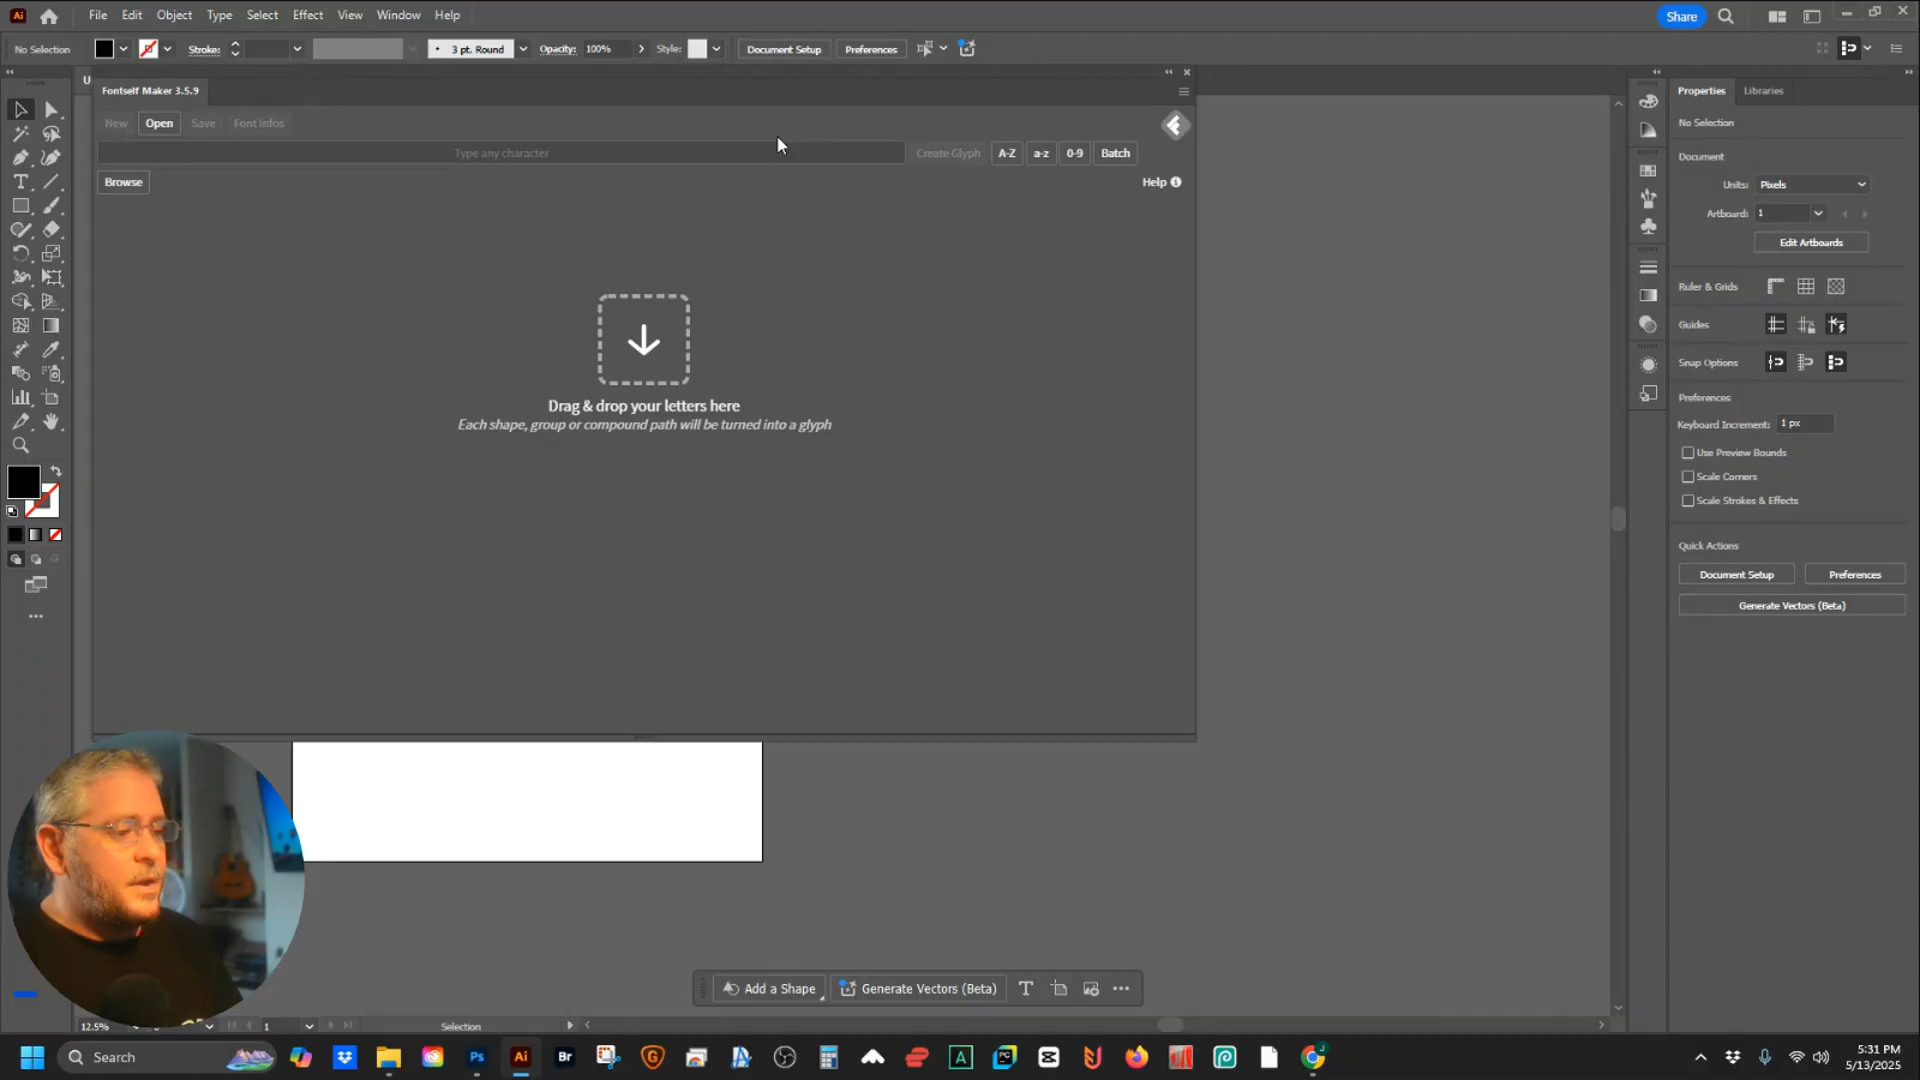 Ai File Edit Object Type Select Effect View Window Help Share
No Selection Stroke: 3 pt. Round Opacity: 100% Style: Document Setup Preferences
Fontself Maker 3.5.9
New Open Save Font Infos
Type any character Create Glyph A-Z a-z 0-9 Batch
Browse Help
Drag & drop your letters here
Each shape, group or compound path will be turned into a glyph
Properties Libraries
No Selection
Document
Units: Pixels
Artboard: 1
Edit Artboards
Ruler & Grids
Guides
Snap Options
Preferences
Keyboard Increment: 1 px
Use Preview Bounds
Scale Corners
Scale Strokes & Effects
Quick Actions
Document Setup Preferences
Generate Vectors (Beta)
Add a Shape Generate Vectors (Beta)
12.5% 1 Selection
Search Ps Ai Br
5:31 PM
5/13/2025